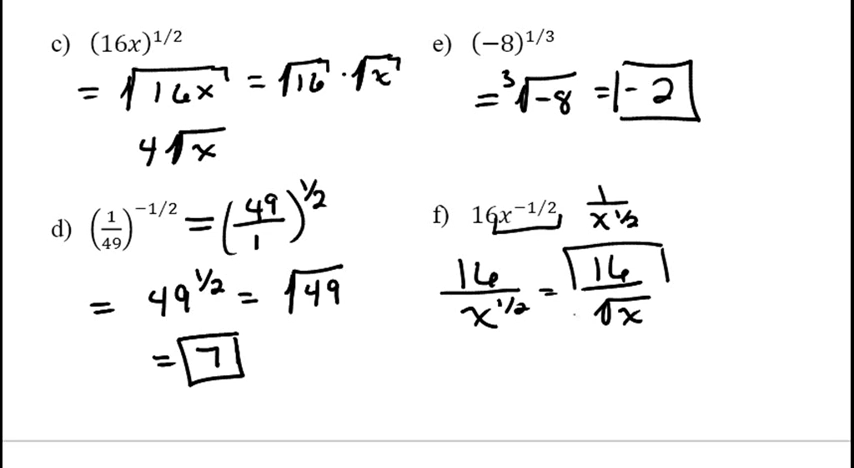 c) (16x)^{1/2}
= √(16x) = √16 · √x
4√x
d) (1/49)^{-1/2} = (49/1)^{1/2}
= 49^{1/2} = √49
= 7
e) (−8)^{1/3}
= ³√-8 = -2
f) 16x^{-1/2}, 1/x^{1/2}
16/x^{1/2} = 16/√x